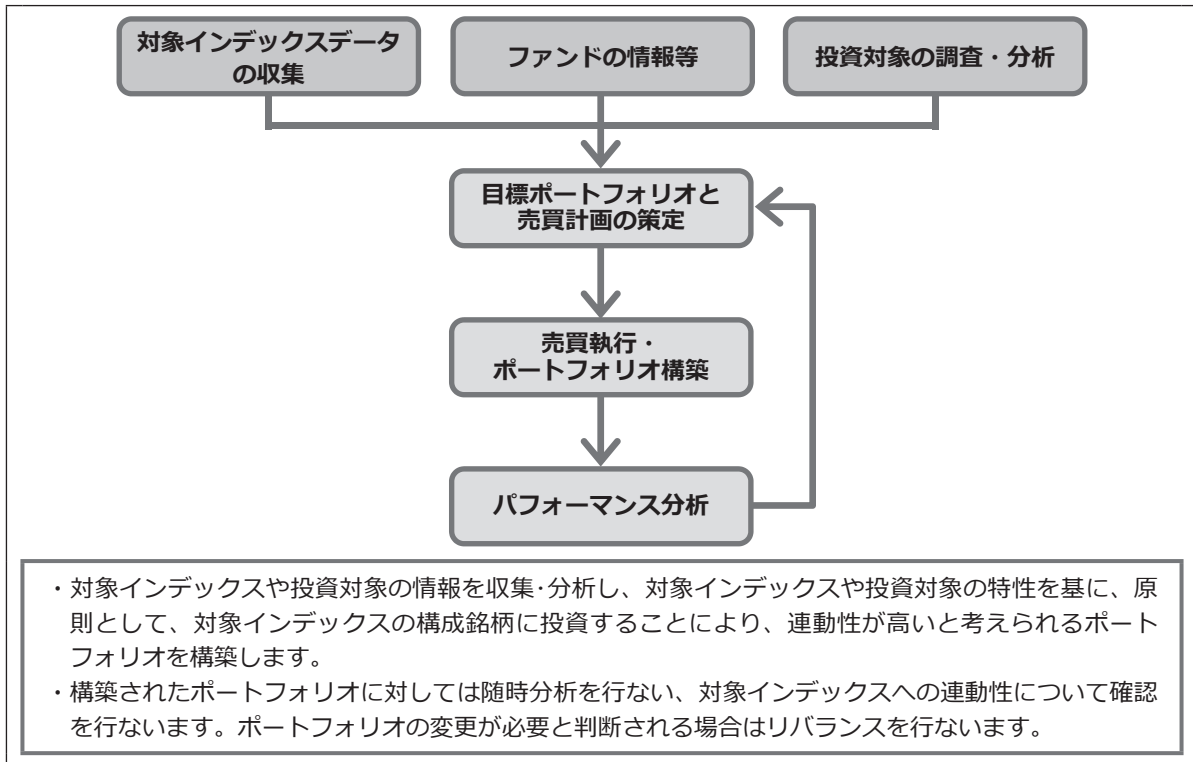 対象インデックスデータ
の収集
ファンドの情報等
投資対象の調査・分析
目標ポートフォリオと
売買計画の策定
売買執行・
ポートフォリオ構築
パフォーマンス分析
・対象インデックスや投資対象の情報を収集・分析し、対象インデックスや投資対象の特性を基に、原
則として、対象インデックスの構成銘柄に投資することにより、連動性が高いと考えられるポート
フォリオを構築します。
・構築されたポートフォリオに対しては随時分析を行ない、対象インデックスへの連動性について確認
を行ないます。ポートフォリオの変更が必要と判断される場合はリバランスを行ないます。